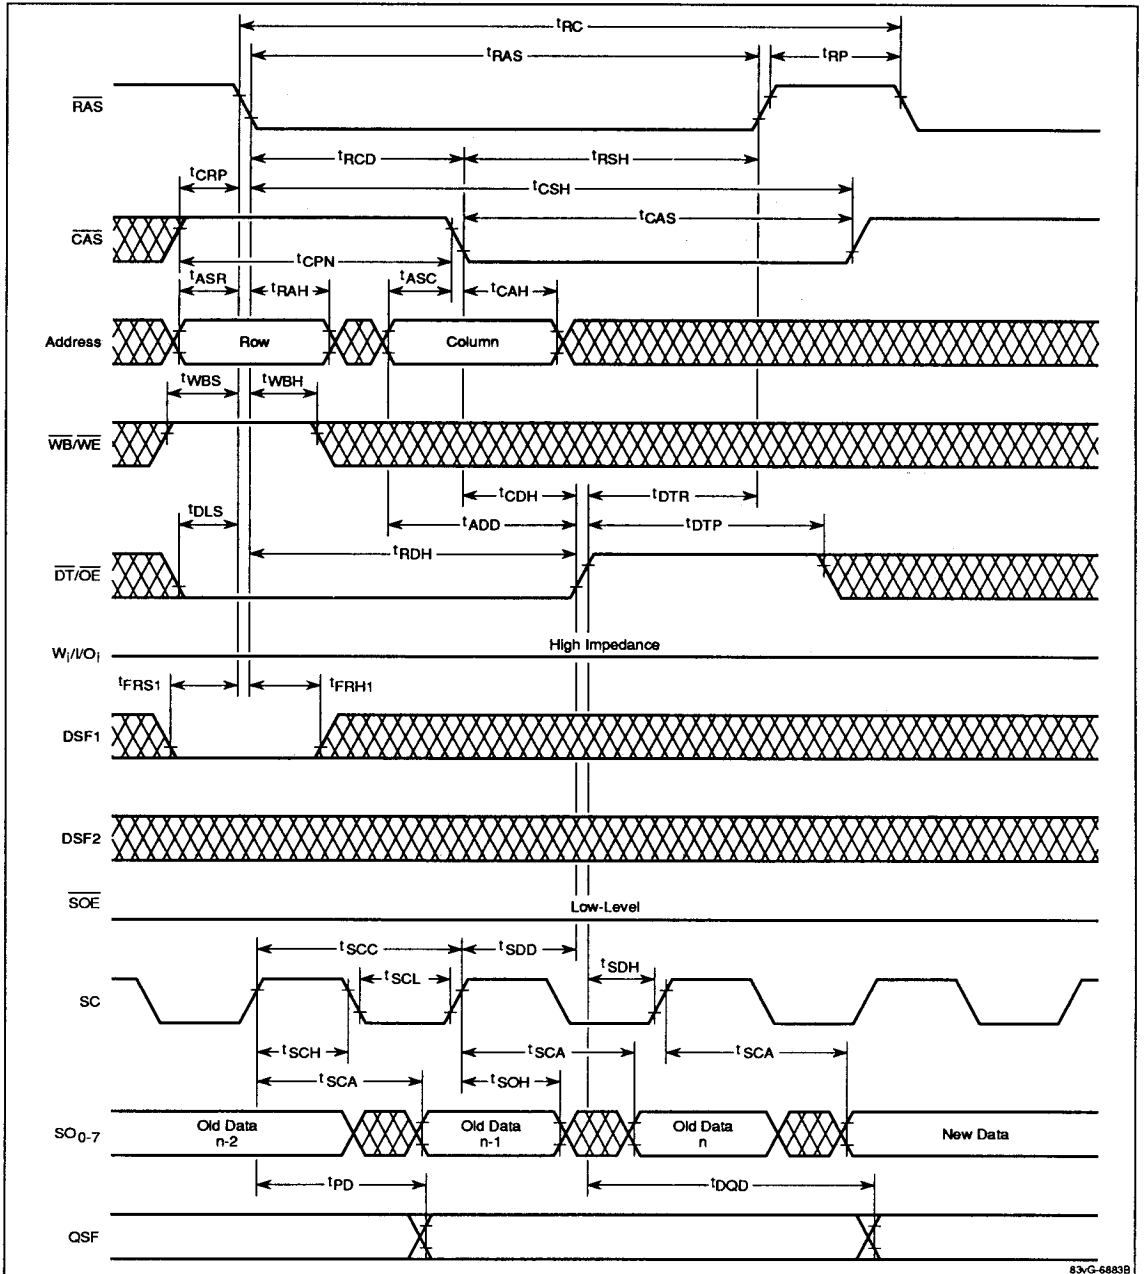 tRC
tRAS
tRP
RAS
tRCD
tRSH
tCRP
tCSH
tCAS
CAS
tCPN
tASR
tRAH
tASC
tCAH
Address
Row
Column
tWBS
tWBH
WB/WE
tCDH
tDTR
tDLS
tADD
tDTP
tRDH
DT/OE
Wi/I/Oi
High Impedance
tFRS1
tFRH1
DSF1
DSF2
SOE
Low-Level
tSCC
tSDD
tSCL
tSDH
SC
tSCH
tSCA
tSCA
tSCA
tSOH
SO0-7
Old Data
n-2
Old Data
n-1
Old Data
n
New Data
tPD
tDQD
QSF
83vG-6883B